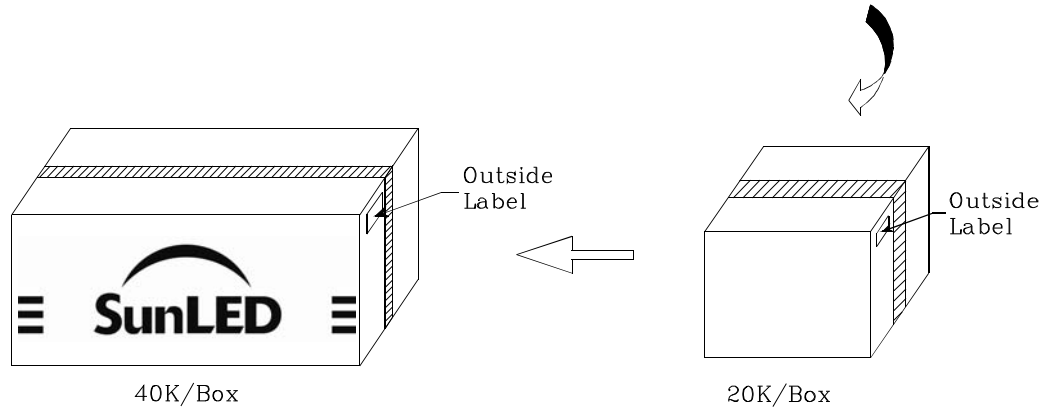 Outside
Label
SunLED
40K/Box
Outside
Label
20K/Box